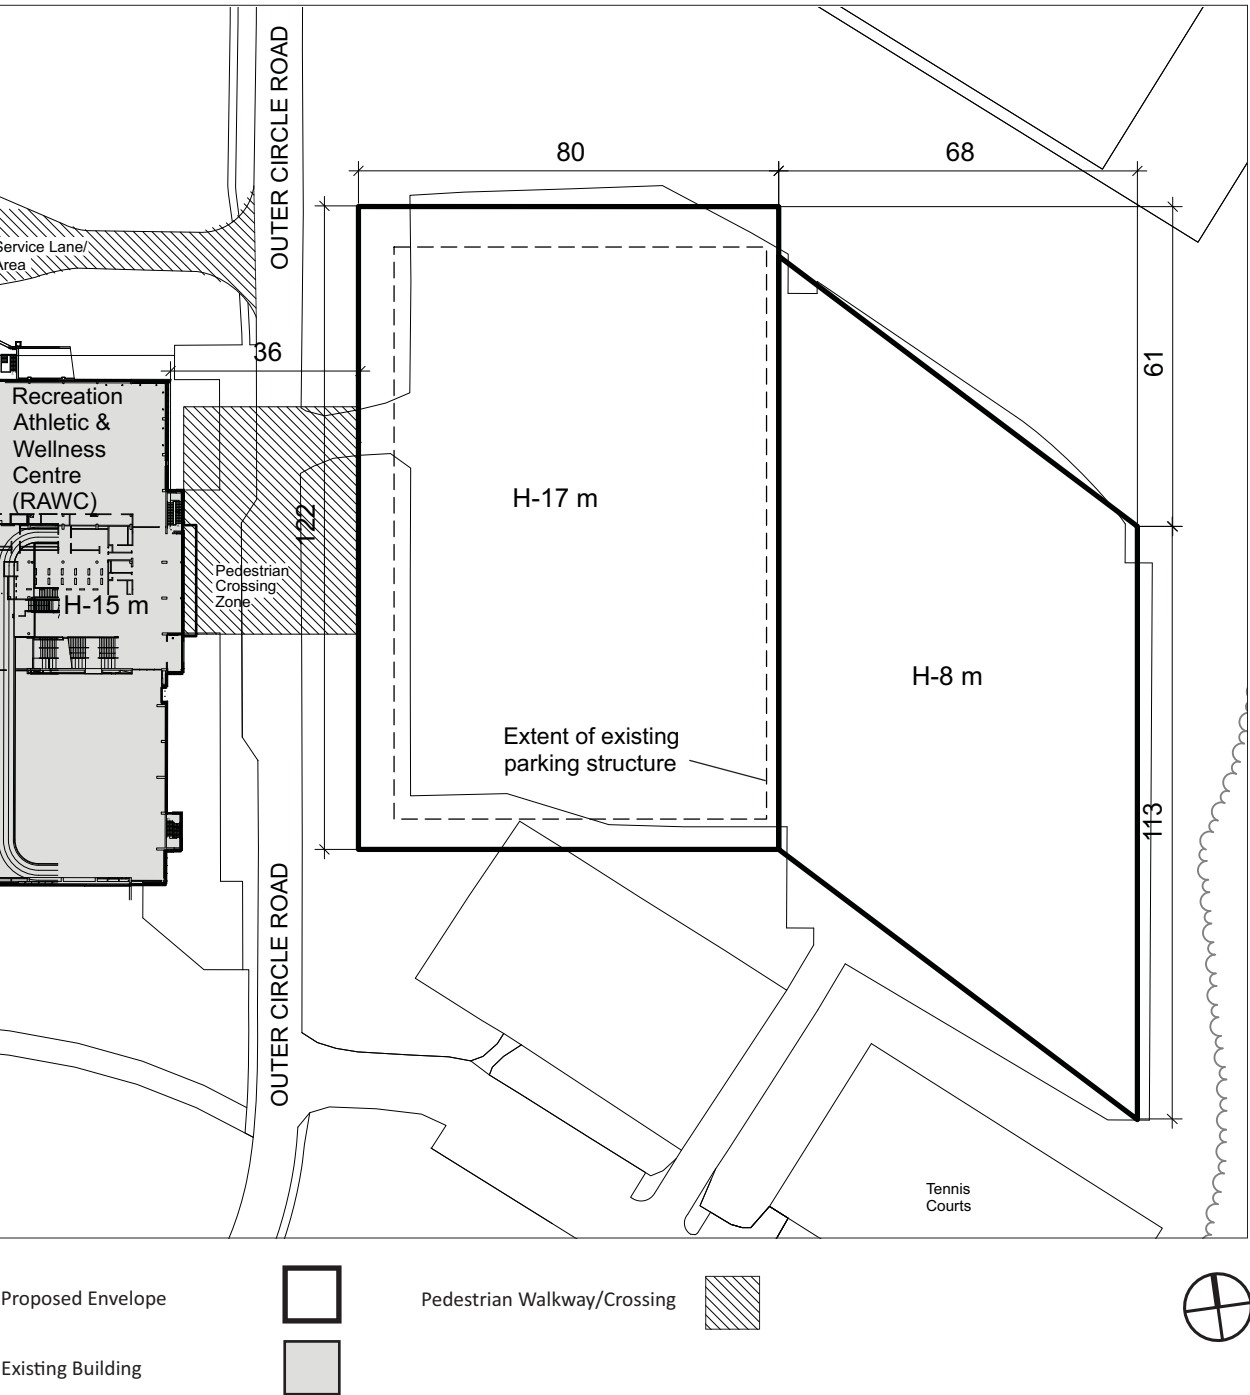 OUTER CIRCLE ROAD
80
68
Service Lane/
Area
36
61
Recreation
Athletic &
Wellness
Centre
(RAWC)
H-17 m
122
Pedestrian
Crossing
Zone
H-15 m
H-8 m
Extent of existing
parking structure
113
OUTER CIRCLE ROAD
Tennis
Courts
Proposed Envelope
Pedestrian Walkway/Crossing
Existing Building